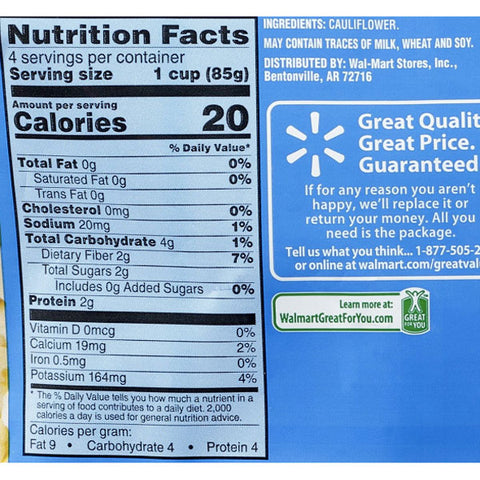 Nutrition Facts
4 servings per container
Serving size 1 cup (85g)
Amount per serving
Calories 20
% Daily Value*
Total Fat 0g 0%
Saturated Fat 0g 0%
Trans Fat 0g
Cholesterol 0mg 0%
Sodium 20mg 1%
Total Carbohydrate 4g 1%
Dietary Fiber 2g 7%
Total Sugars 2g
Includes 0g Added Sugars 0%
Protein 2g
Vitamin D 0mcg 0%
Calcium 19mg 2%
Iron 0.5mg 0%
Potassium 164mg 4%
* The % Daily Value tells you how much a nutrient in a
serving of food contributes to a daily diet. 2,000
calories a day is used for general nutrition advice.
Calories per gram:
Fat 9 • Carbohydrate 4 • Protein 4
INGREDIENTS: CAULIFLOWER.
MAY CONTAIN TRACES OF MILK, WHEAT AND SOY.
DISTRIBUTED BY: Wal-Mart Stores, Inc.,
Bentonville, AR 72716
Great Qualit
Great Price.
Guaranteed
If for any reason you aren't
happy, we'll replace it or
return your money. All you
need is the package.
Tell us what you think... 1-877-505-2
or online at walmart.com/greatval
Learn more at:
WalmartGreatForYou.com
GREAT
FOR YOU